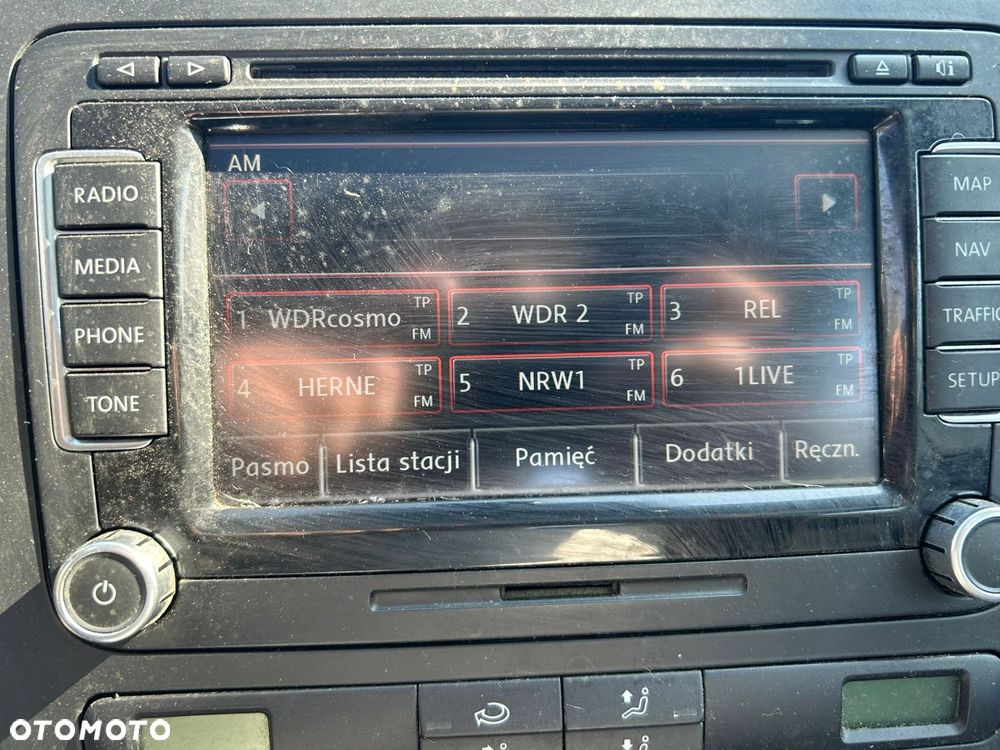 AM
RADIO
MEDIA
PHONE
TONE
MAP
NAV
TRAFFIC
SETUP
1 WDRcosmo TP FM
2 WDR 2 TP FM
3 REL TP FM
4 HERNE TP FM
5 NRW1 TP FM
6 1LIVE TP FM
Pasmo Lista stacji Pamięć Dodatki Ręczn.
OTOMOTO